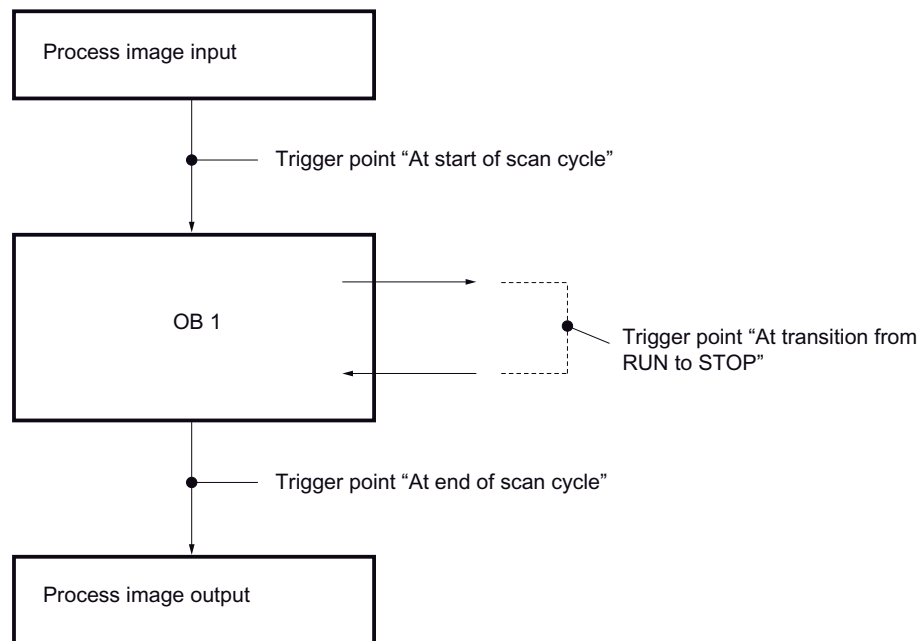 Process image input
Trigger point “At start of scan cycle”
OB 1
Trigger point “At transition from
RUN to STOP”
Trigger point “At end of scan cycle”
Process image output